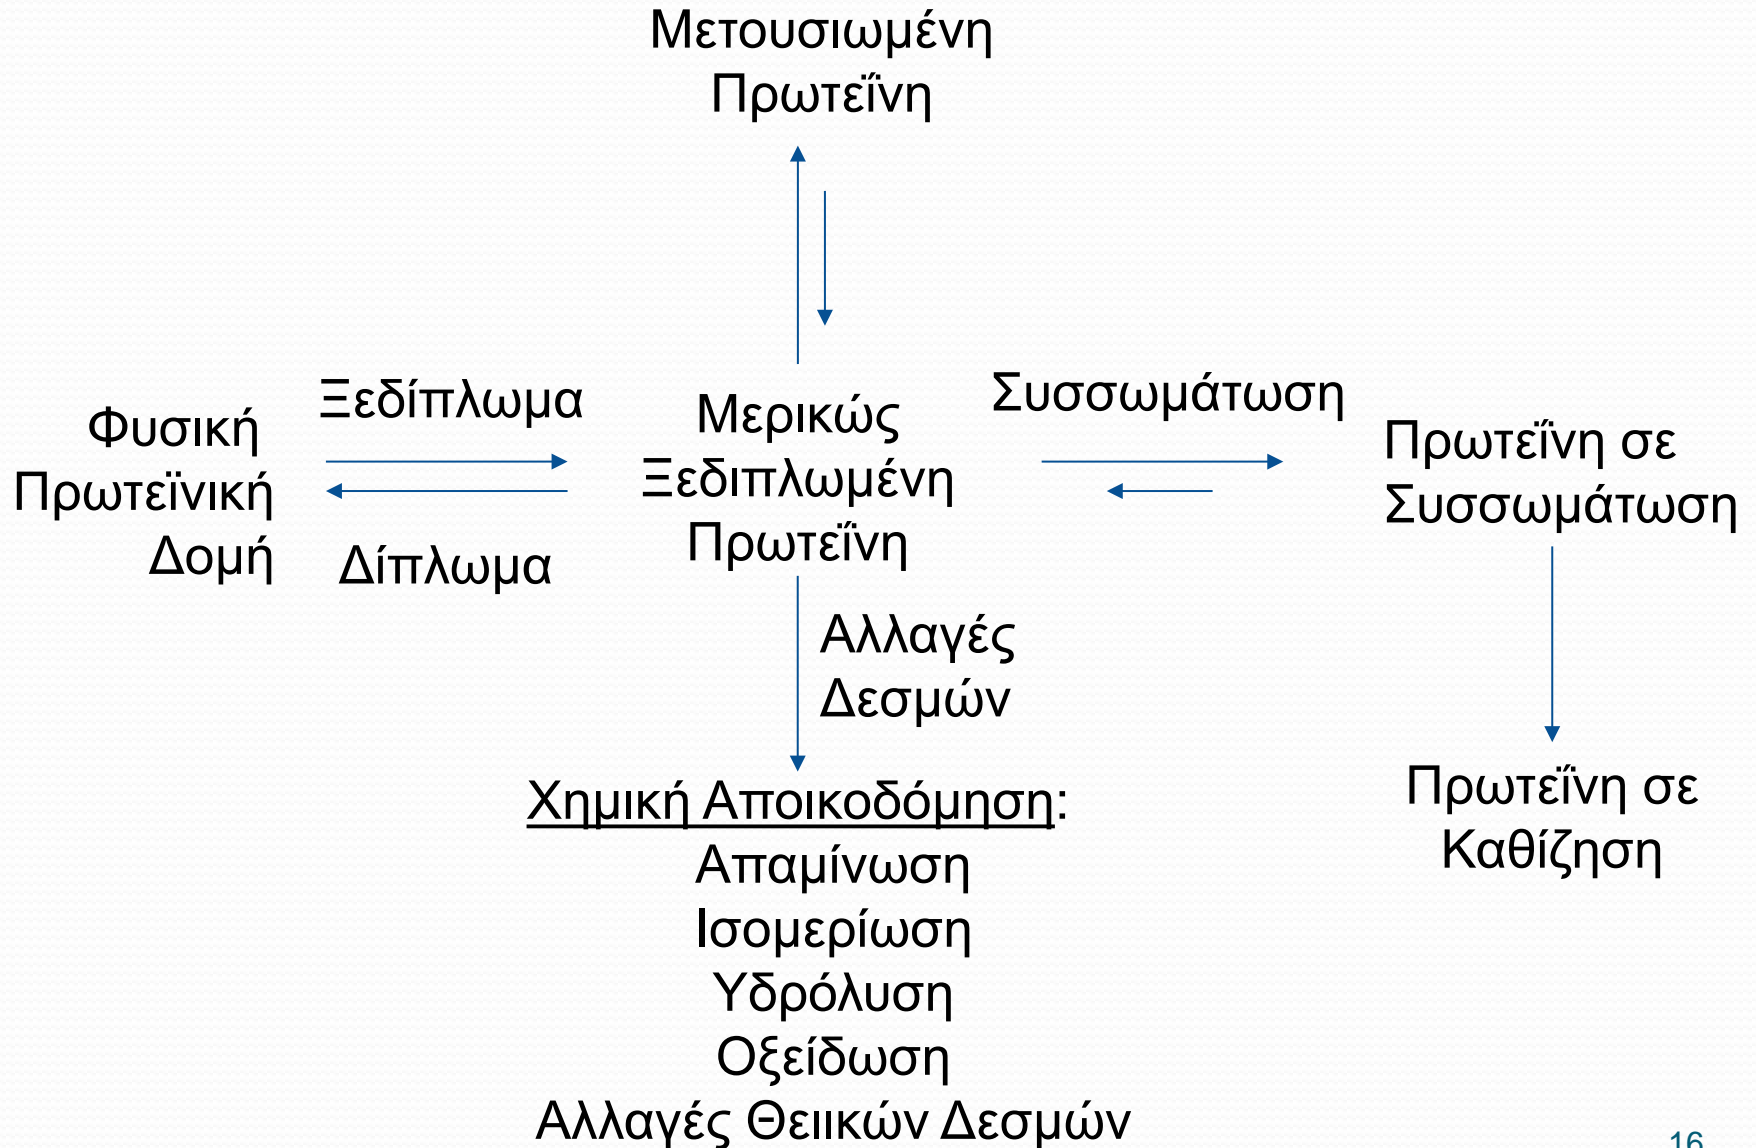 Μετουσιωμένη
Πρωτεΐνη
Φυσική
Πρωτεϊνική
Δομή
Ξεδίπλωμα
Δίπλωμα
Μερικώς
Ξεδιπλωμένη
Πρωτεΐνη
Συσσωμάτωση
Πρωτεΐνη σε
Συσσωμάτωση
Αλλαγές
Δεσμών
Χημική Αποικοδόμηση:
Απαμίνωση
Ισομερίωση
Υδρόλυση
Οξείδωση
Αλλαγές Θειικών Δεσμών
Πρωτεΐνη σε
Καθίζηση
16